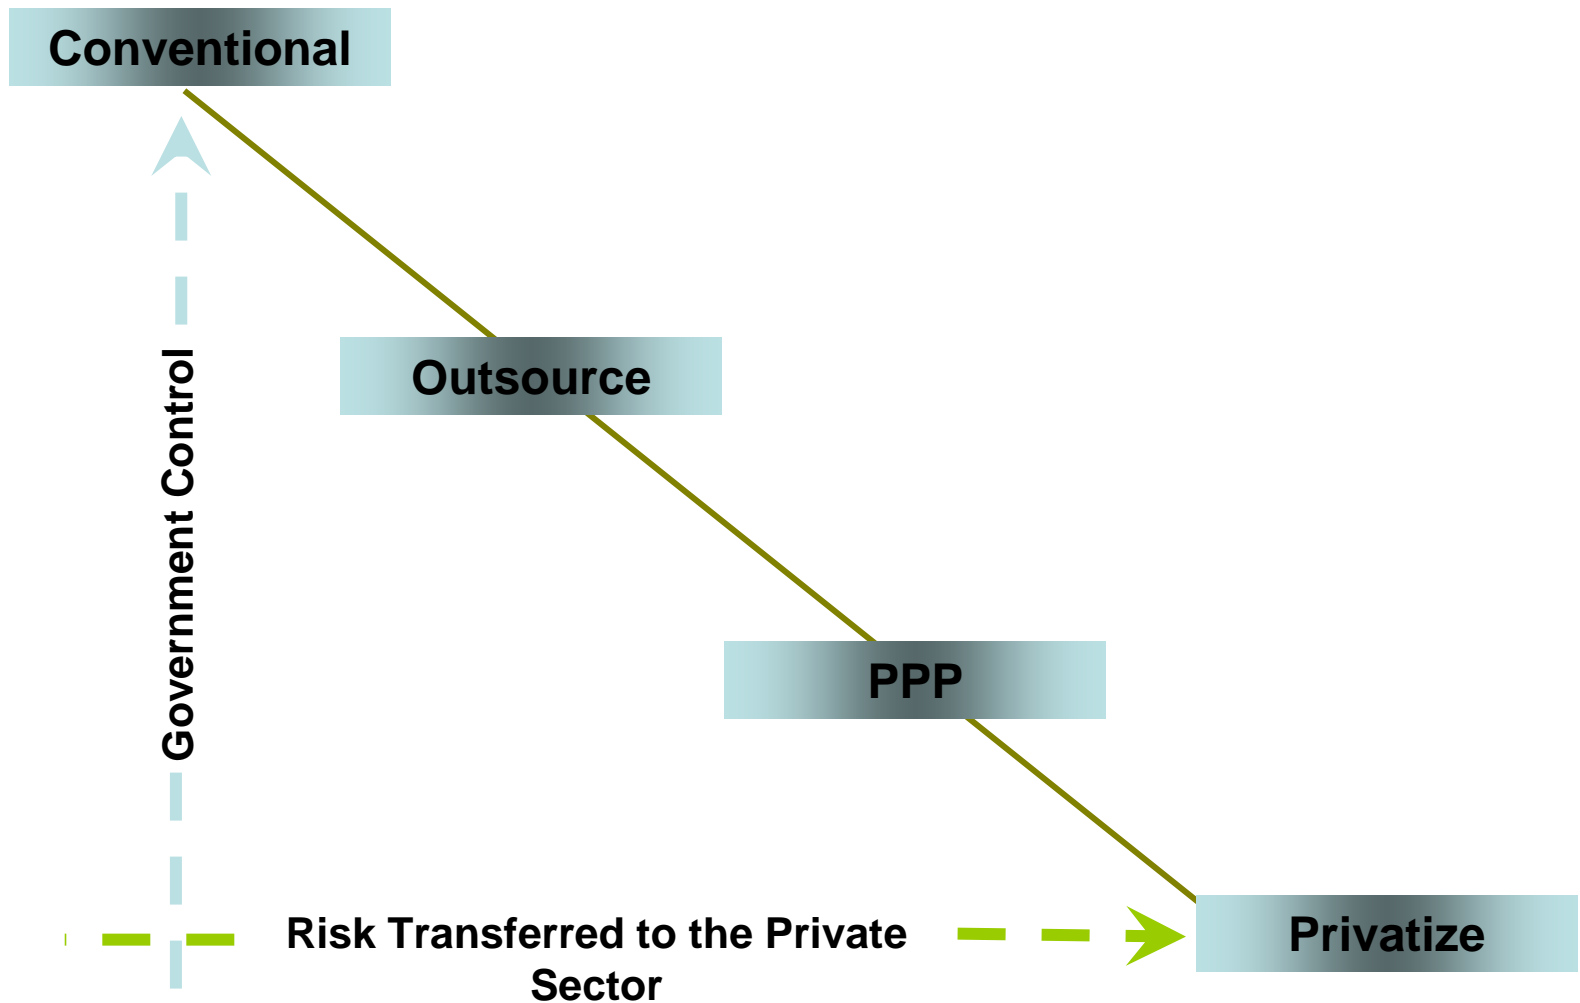 Conventional
Outsource
Government Control
PPP
Risk Transferred to the Private
Sector
Privatize